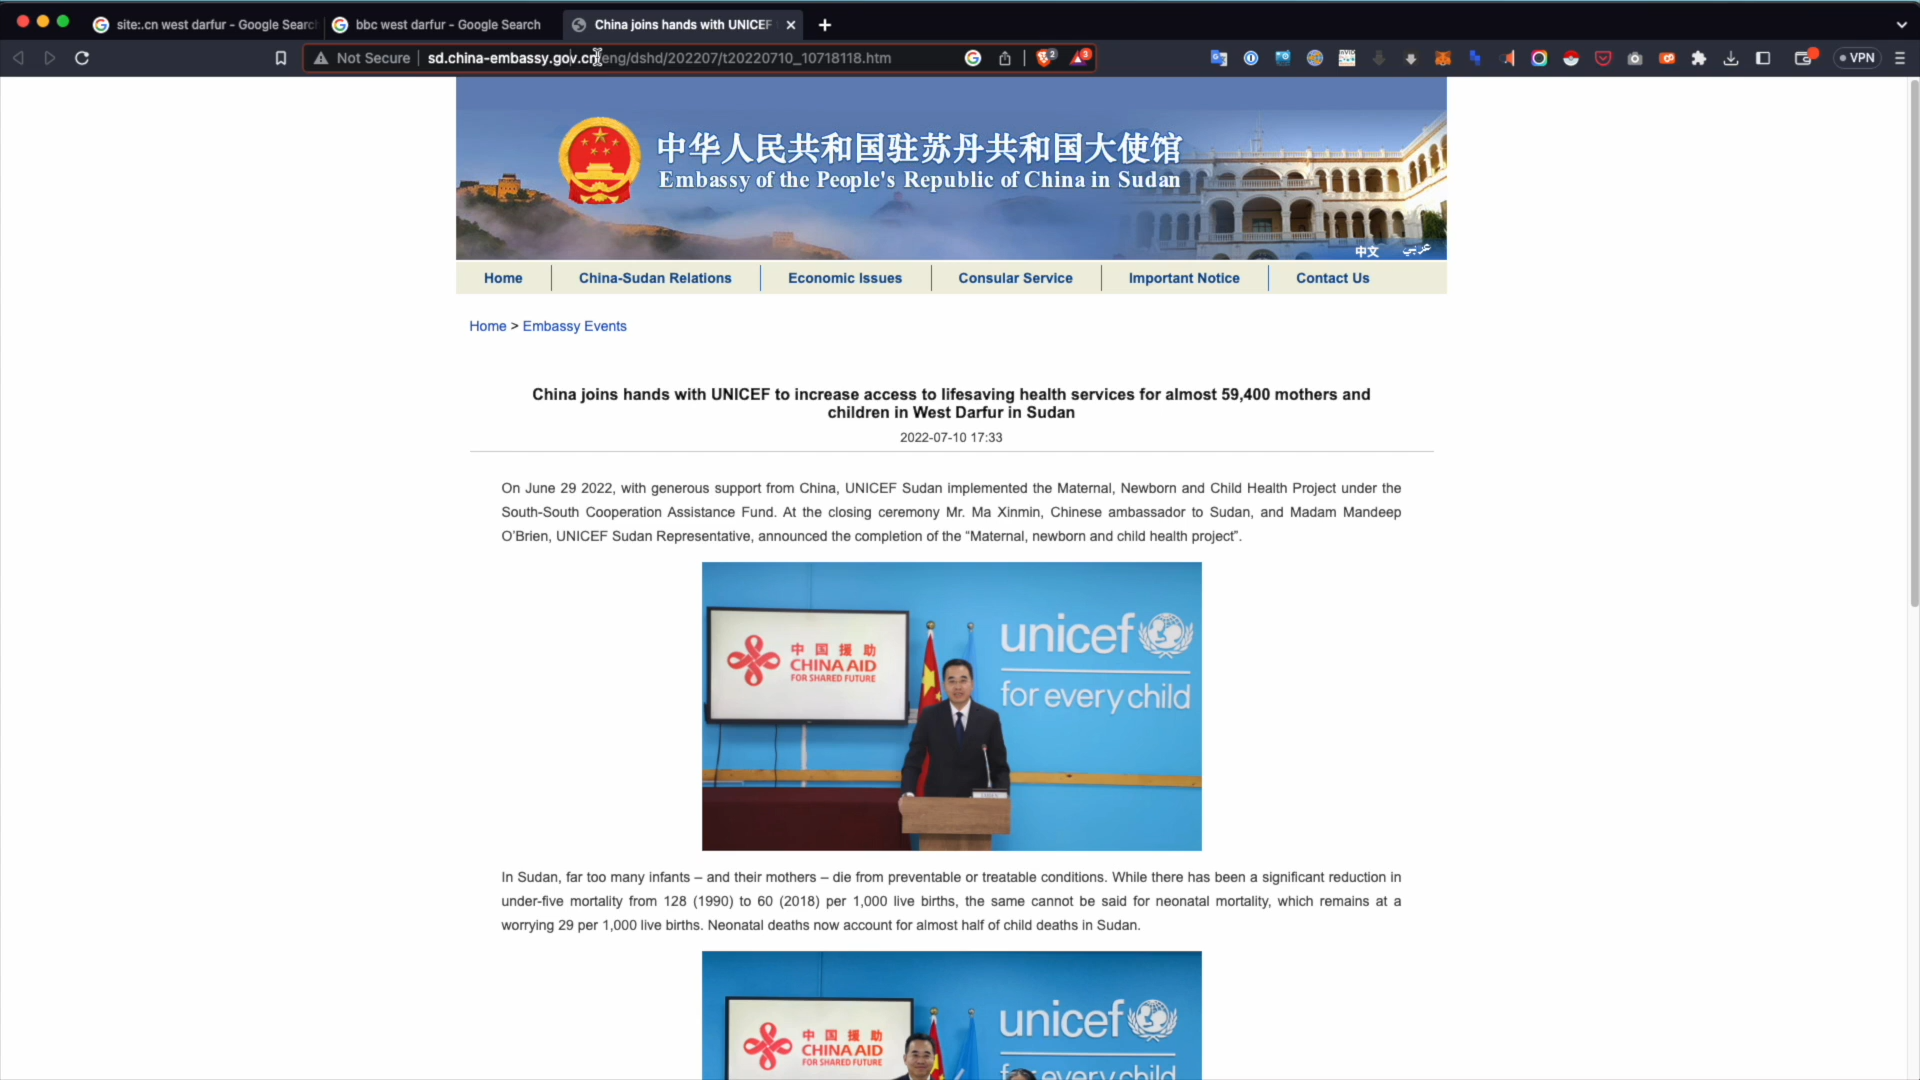 site:.cn west darfur - Google Search
bbc west darfur - Google Search
China joins hands with UNICEF
Not Secure
sd.china-embassy.gov.cn/eng/dshd/202207/t20220710_10718118.htm
2
3
VPN
中华人民共和国驻苏丹共和国大使馆
Embassy of the People's Republic of China in Sudan
中文
عربي
Home
China-Sudan Relations
Economic Issues
Consular Service
Important Notice
Contact Us
Home > Embassy Events
China joins hands with UNICEF to increase access to lifesaving health services for almost 59,400 mothers and
children in West Darfur in Sudan
2022-07-10 17:33
On June 29 2022, with generous support from China, UNICEF Sudan implemented the Maternal, Newborn and Child Health Project under the
South-South Cooperation Assistance Fund. At the closing ceremony Mr. Ma Xinmin, Chinese ambassador to Sudan, and Madam Mandeep
O’Brien, UNICEF Sudan Representative, announced the completion of the “Maternal, newborn and child health project”.
中国援助
CHINA AID
FOR SHARED FUTURE
unicef
for every child
In Sudan, far too many infants – and their mothers – die from preventable or treatable conditions. While there has been a significant reduction in
under-five mortality from 128 (1990) to 60 (2018) per 1,000 live births, the same cannot be said for neonatal mortality, which remains at a
worrying 29 per 1,000 live births. Neonatal deaths now account for almost half of child deaths in Sudan.
中国援助
CHINA AID
FOR SHARED FUTURE
unicef
for every child